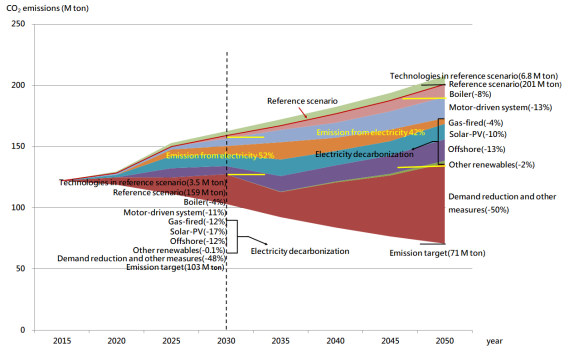 CO₂ emissions (M ton)
250
200
150
100
50
0
Technologies in reference scenario(6.8 M ton)
Reference scenario(201 M ton)
Boiler(-8%)
Motor-driven system(-13%)
Gas-fired(-4%)
Solar-PV(-10%)
Offshore(-13%)
Other renewables(-2%)
Demand reduction and other
measures(-50%)
Emission target(71 M ton)
Reference scenario
Emission from electricity 42%
Emission from electricity 52%
Electricity decarbonization
Technologies in reference scenario(3.5 M ton)
Reference scenario(159 M ton)
Boiler(-4%)
Motor-driven system(-11%)
Gas-fired(-12%)
Solar-PV(-17%)
Offshore(-12%)
Other renewables(-0.1%)
Electricity decarbonization
Demand reduction and other measures(-48%)
Emission target(103 M ton)
2015 2020 2025 2030 2035 2040 2045 2050 year